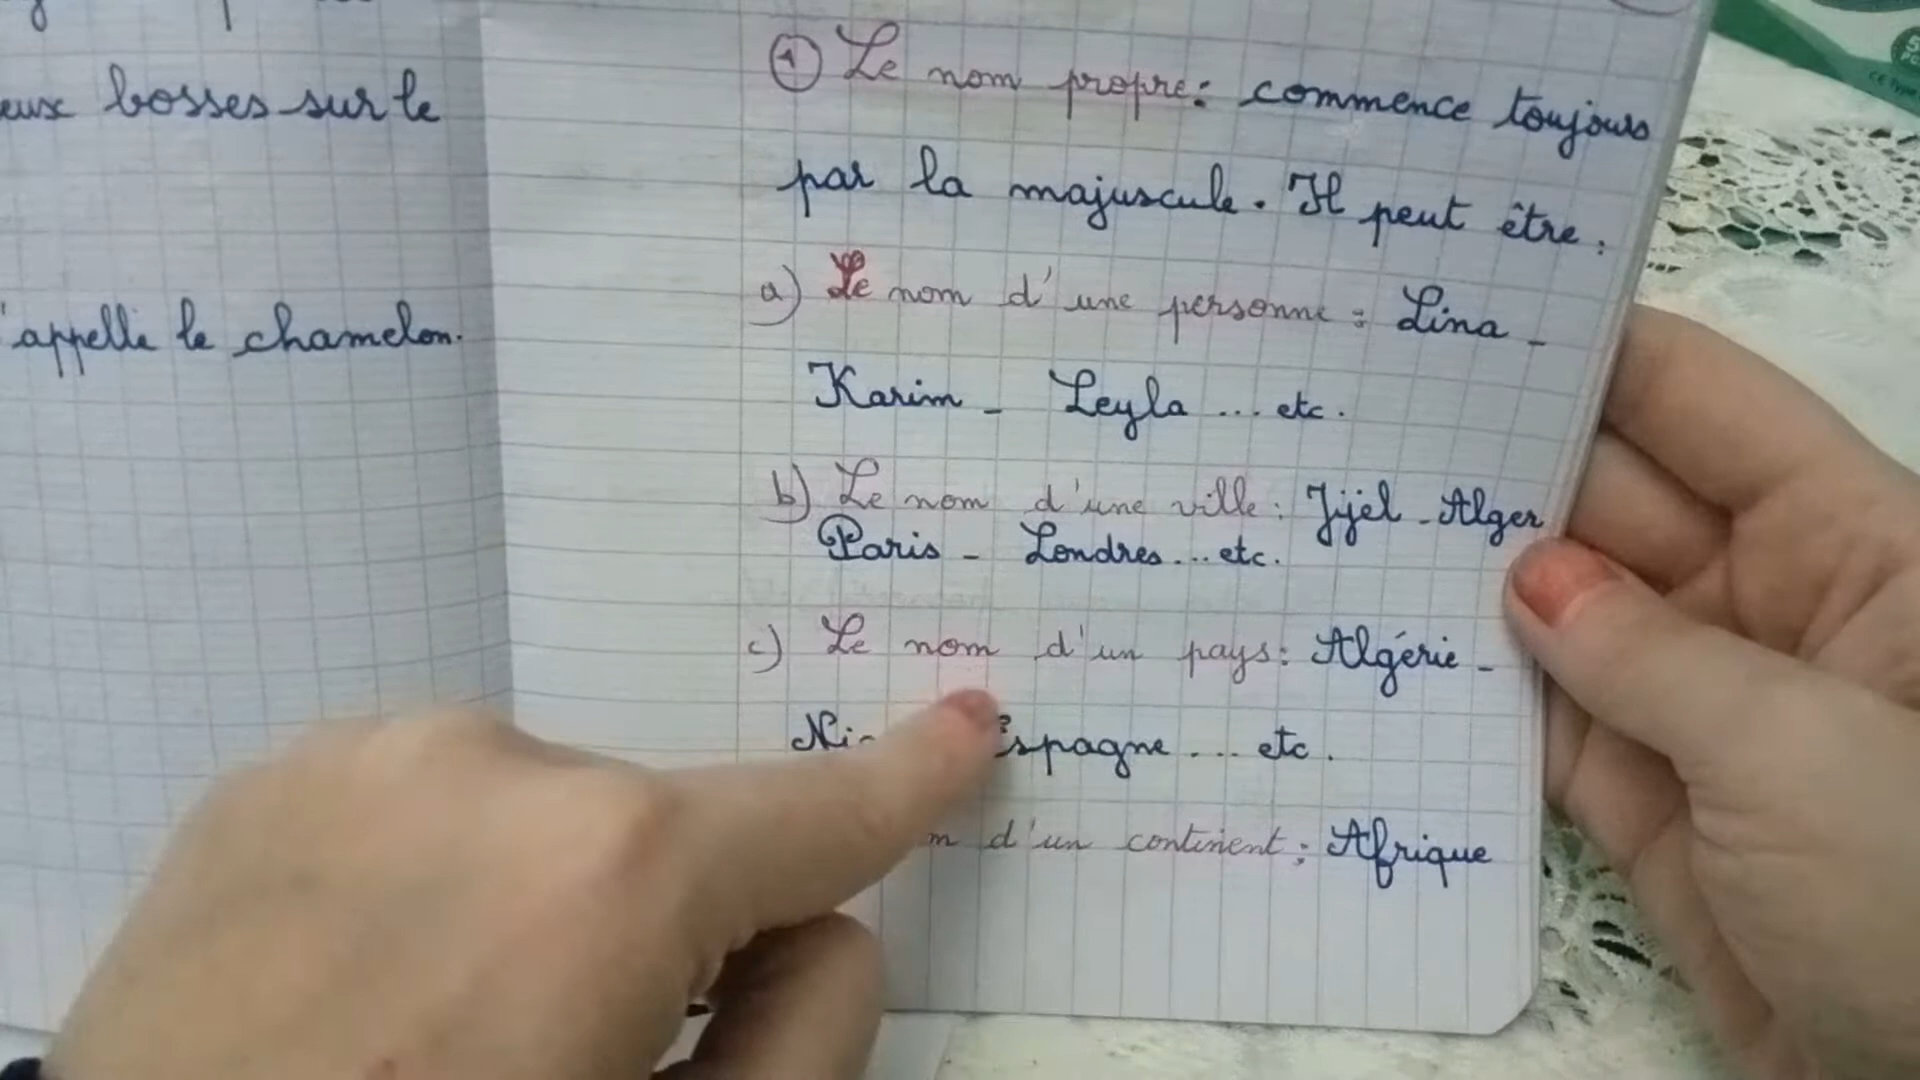 eux bosses sur le
appelle le chamelon.
① Le nom propre: commence toujours
par la majuscule. Il peut être:
a) Le nom d'une personne: Lina -
Karim - Leyla ... etc.
b) Le nom d'une ville: Jijel - Alger
Paris - Londres ... etc.
c) Le nom d'un pays: Algérie -
Espagne ... etc.
d'un continent: Afrique